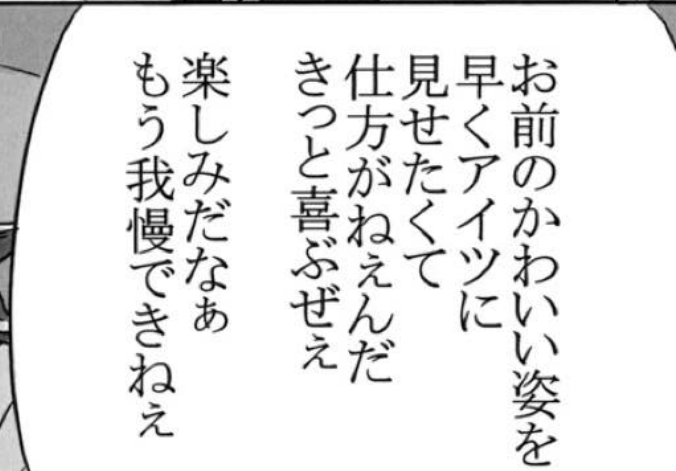 お前のかわいい姿を
早くアイツに
見せたくて
仕方がねぇんだ
きっと喜ぶぜぇ
楽しみだなぁ
もう我慢できねぇ